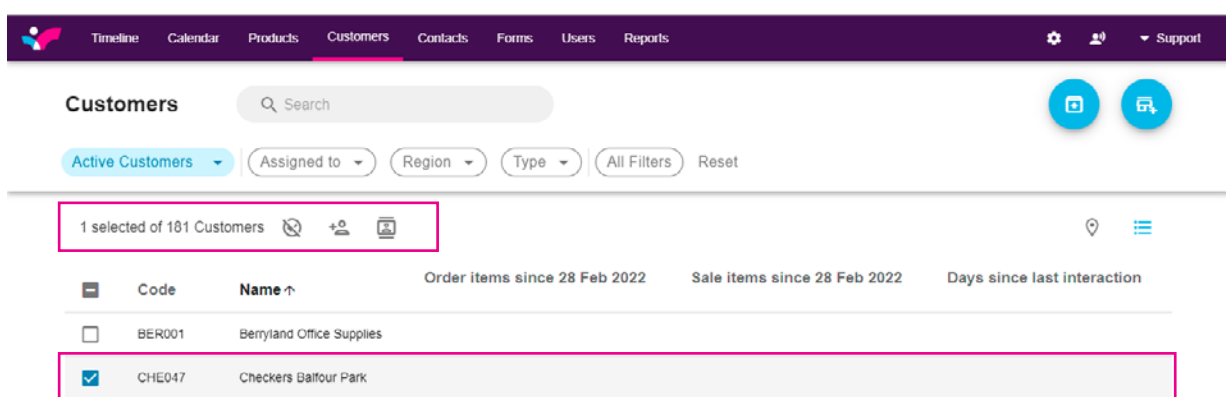 Timeline Calendar Products Customers Contacts Forms Users Reports Support
Customers Search
Active Customers Assigned to Region Type All Filters Reset
1 selected of 181 Customers
Code Name Order items since 28 Feb 2022 Sale items since 28 Feb 2022 Days since last interaction
BER001 Berryland Office Supplies
CHE047 Checkers Balfour Park